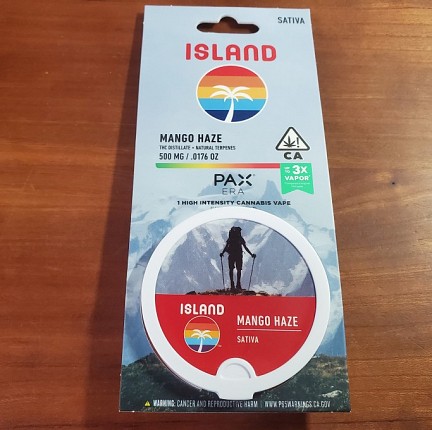 SATIVA
ISLAND
MANGO HAZE
THC DISTILLATE • NATURAL TERPENES
500 MG / .0176 OZ
CA
3X
VAPOR
PAX
ERA
1 HIGH INTENSITY CANNABIS VAPE
ISLAND
MANGO HAZE
SATIVA
WARNING: CANCER AND REPRODUCTIVE HARM | WWW.P65WARNINGS.CA.GOV